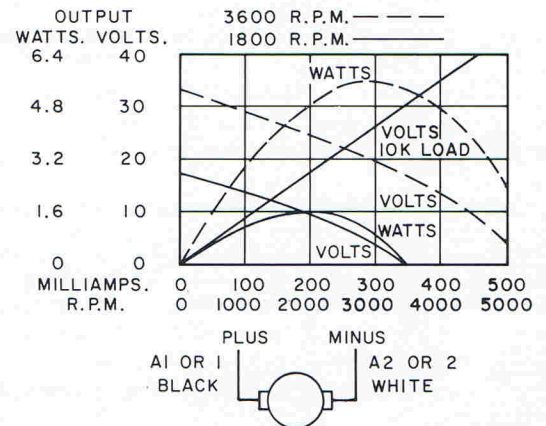 OUTPUT 3600 R.P.M.
WATTS. VOLTS. 1800 R.P.M.
6.4 40
WATTS
4.8 30
VOLTS
10K LOAD
3.2 20
VOLTS
1.6 10
WATTS
VOLTS
0 0
MILLIAMPS. 0 100 200 300 400 500
R.P.M. 0 1000 2000 3000 4000 5000
PLUS MINUS
A1 OR 1 A2 OR 2
BLACK WHITE